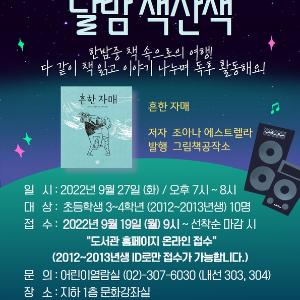 달밤 책산책
한밤중 책 속으로의 여행!
다 같이 책 읽고 이야기 나누며 독후 활동해요!
흔한 자매
흔한 자매
저자 조아나 에스트렐라
발행 그림책공작소
일 시 : 2022년 9월 27일 (화) / 오후 7시 ~ 8시
대 상 : 초등학생 3~4학년 (2012~2013년생) 10명
접 수 : 2022년 9월 19일 (월) 9시 ~ 선착순 마감 시
"도서관 홈페이지 온라인 접수"
(2012~2013년생 ID로만 접수가 가능합니다.)
문 의 : 어린이열람실 (02-307-6030 (내선 303, 304)
장 소 : 지하 1층 문화강좌실